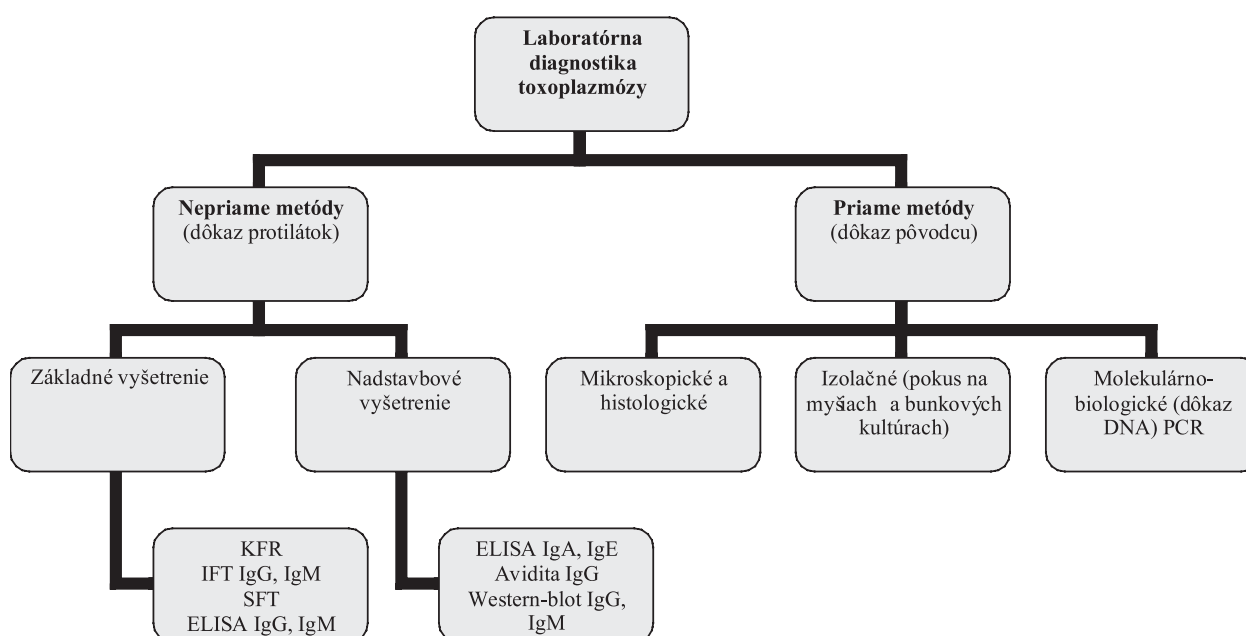 Laboratórna
diagnostika
toxoplazmózy
Nepriame metódy
(dôkaz protilátok)
Priame metódy
(dôkaz pôvodcu)
Základné vyšetrenie
Nadstavbové
vyšetrenie
Mikroskopické a
histologické
Izolačné (pokus na
myšiach a bunkových
kultúrach)
Molekulárno-
biologické (dôkaz
DNA) PCR
KFR
IFT IgG, IgM
SFT
ELISA IgG, IgM
ELISA IgA, IgE
Avidita IgG
Western-blot IgG,
IgM